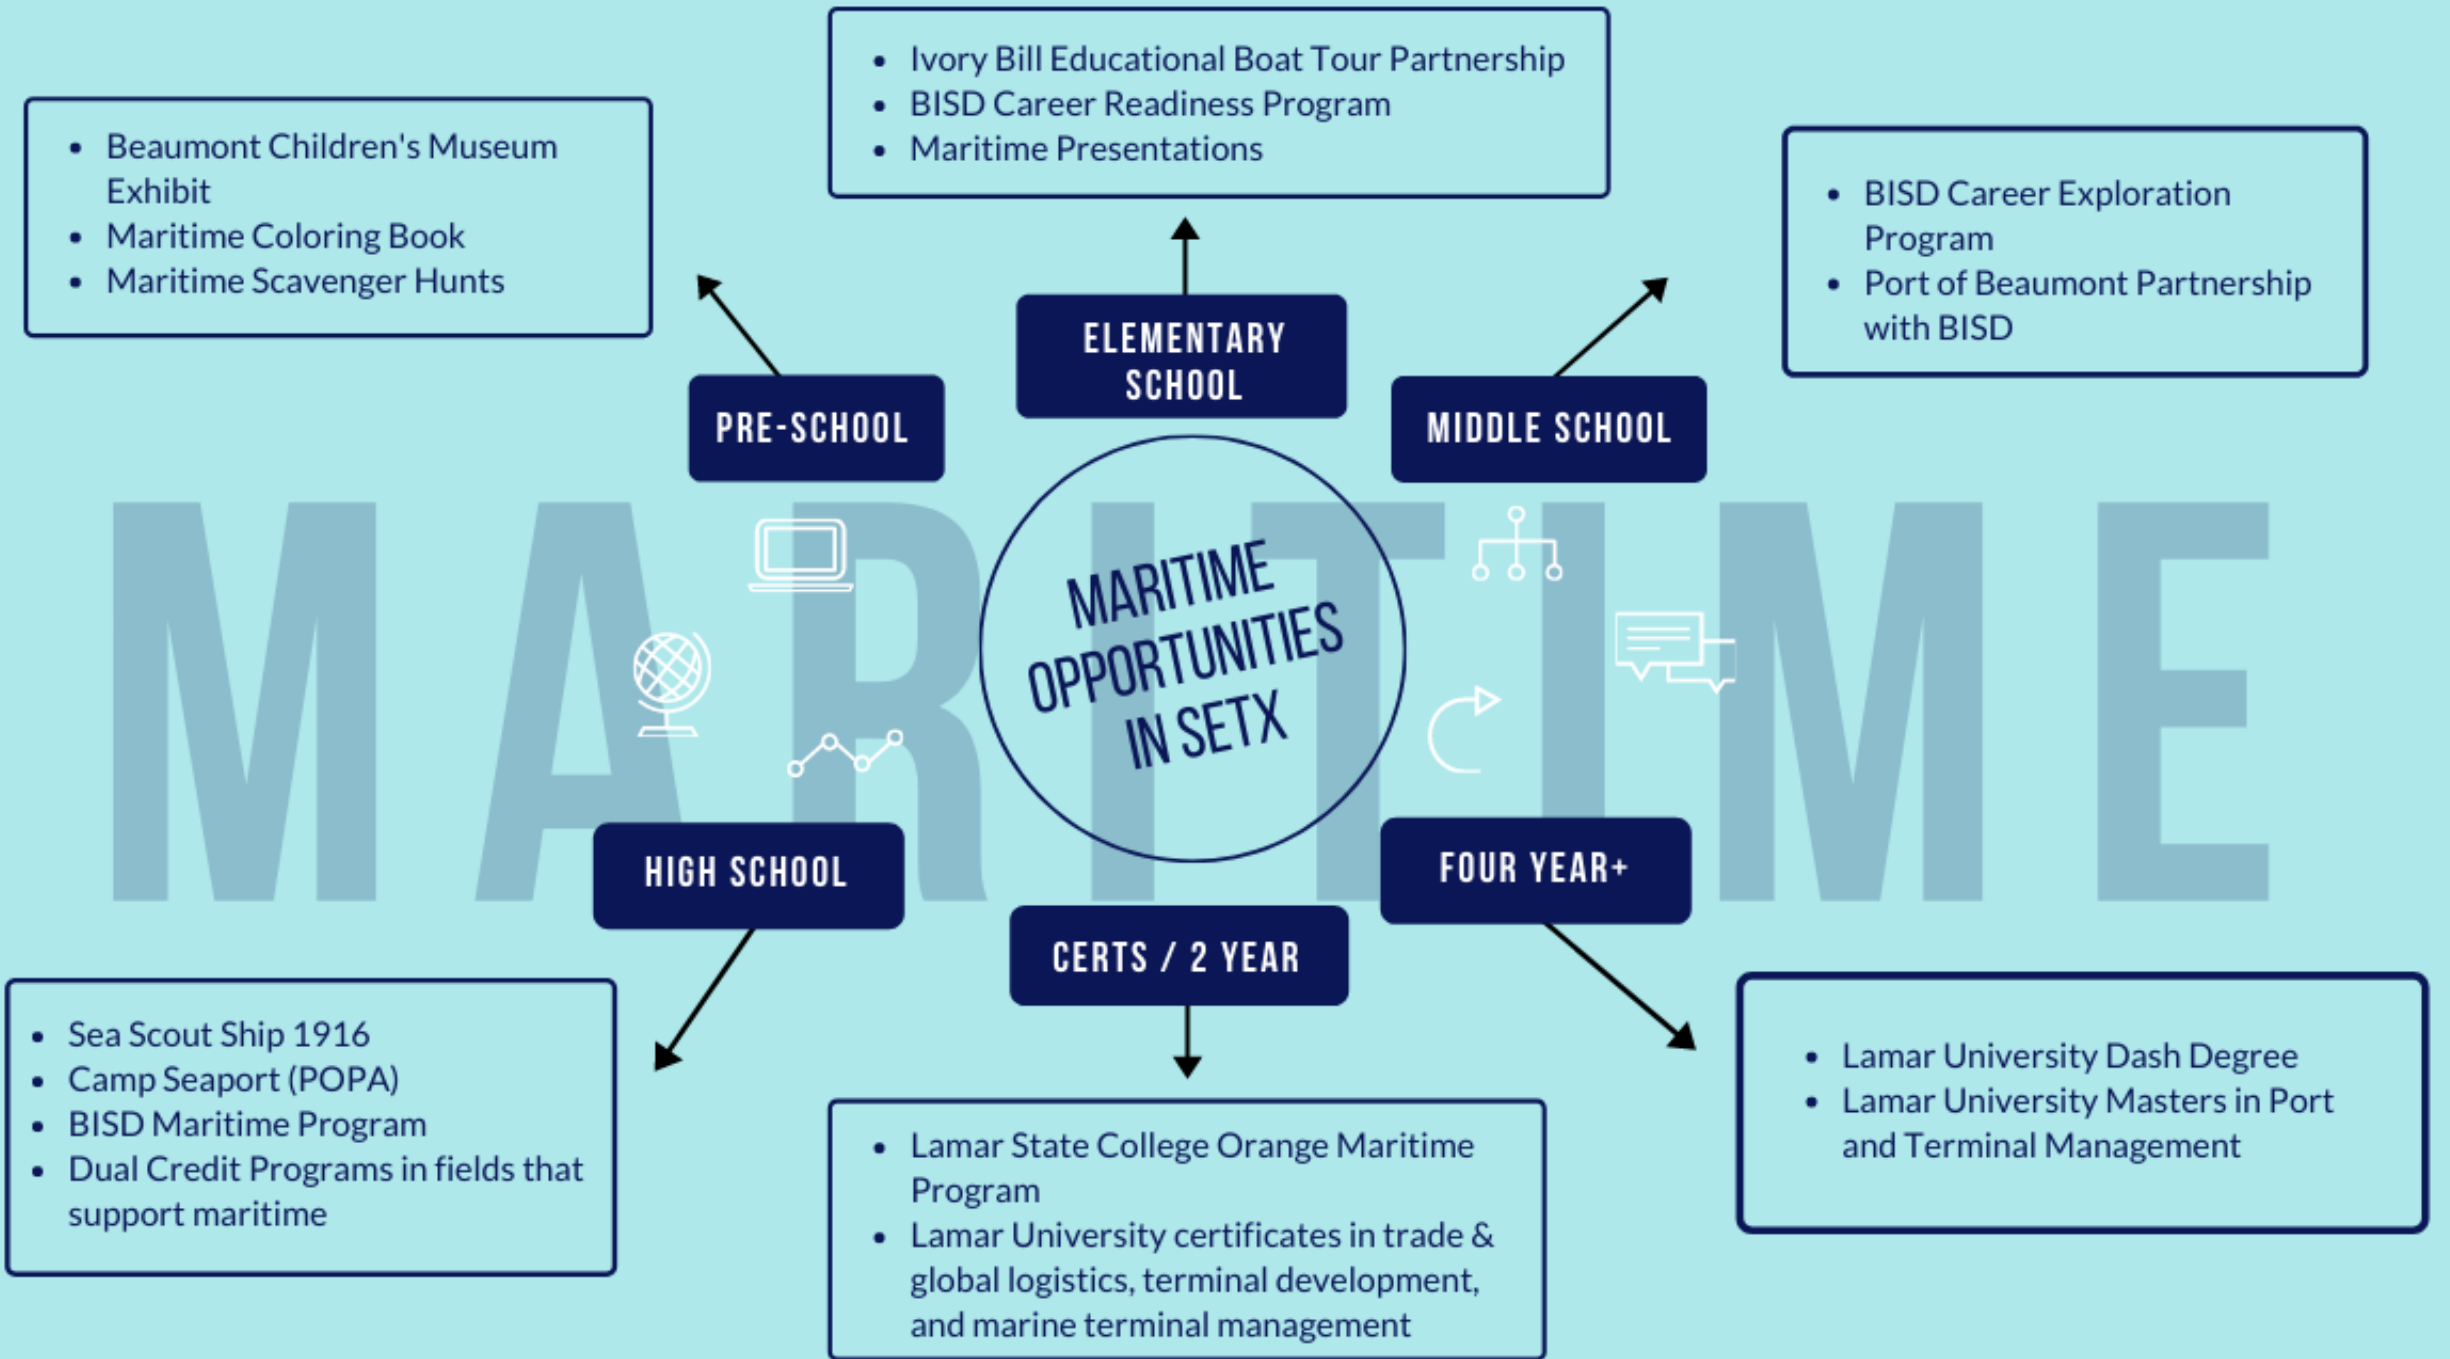 • Ivory Bill Educational Boat Tour Partnership
• BISD Career Readiness Program
• Maritime Presentations
• Beaumont Children's Museum
Exhibit
• Maritime Coloring Book
• Maritime Scavenger Hunts
• BISD Career Exploration
Program
• Port of Beaumont Partnership
with BISD
ELEMENTARY
SCHOOL
PRE-SCHOOL
MIDDLE SCHOOL
MARITIME
MARITIME
OPPORTUNITIES
IN SETX
HIGH SCHOOL
FOUR YEAR+
CERTS / 2 YEAR
• Sea Scout Ship 1916
• Camp Seaport (POPA)
• BISD Maritime Program
• Dual Credit Programs in fields that
support maritime
• Lamar State College Orange Maritime
Program
• Lamar University certificates in trade &
global logistics, terminal development,
and marine terminal management
• Lamar University Dash Degree
• Lamar University Masters in Port
and Terminal Management